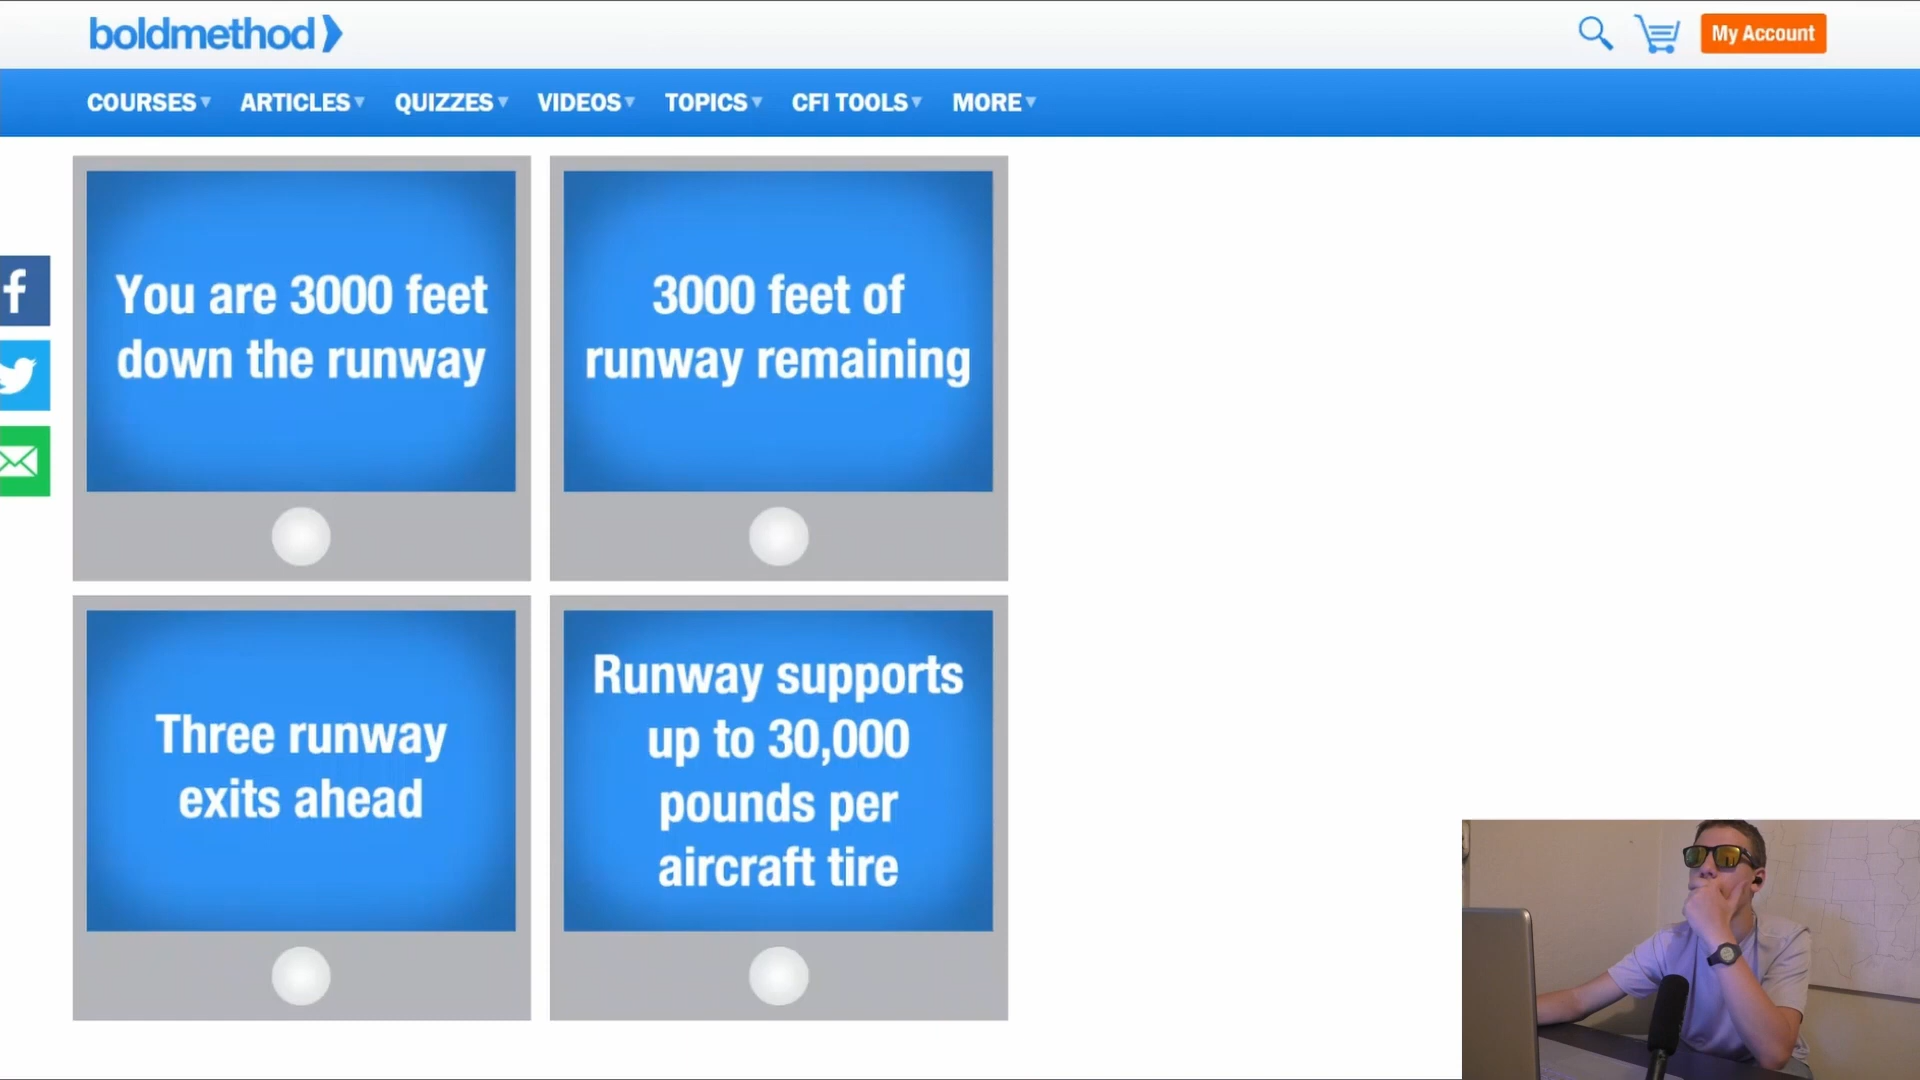 boldmethod
My Account
COURSES ARTICLES QUIZZES VIDEOS TOPICS CFI TOOLS MORE
You are 3000 feet
down the runway
3000 feet of
runway remaining
Three runway
exits ahead
Runway supports
up to 30,000
pounds per
aircraft tire